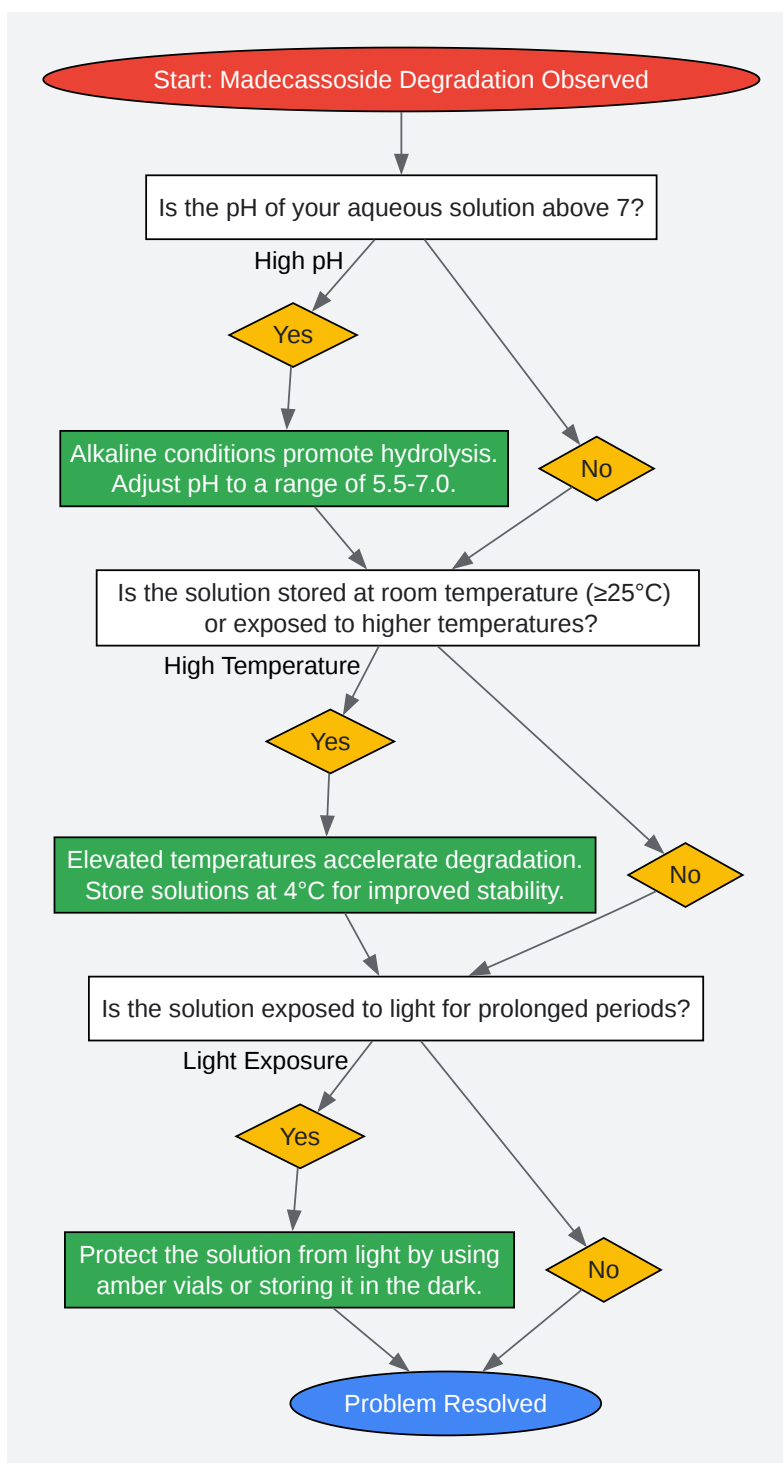 Start: Madecassoside Degradation Observed
Is the pH of your aqueous solution above 7?
High pH
Yes
Alkaline conditions promote hydrolysis.
Adjust pH to a range of 5.5-7.0.
No
Is the solution stored at room temperature (≥25°C)
or exposed to higher temperatures?
High Temperature
Yes
Elevated temperatures accelerate degradation.
Store solutions at 4°C for improved stability.
No
Is the solution exposed to light for prolonged periods?
Light Exposure
Yes
Protect the solution from light by using
amber vials or storing it in the dark.
No
Problem Resolved